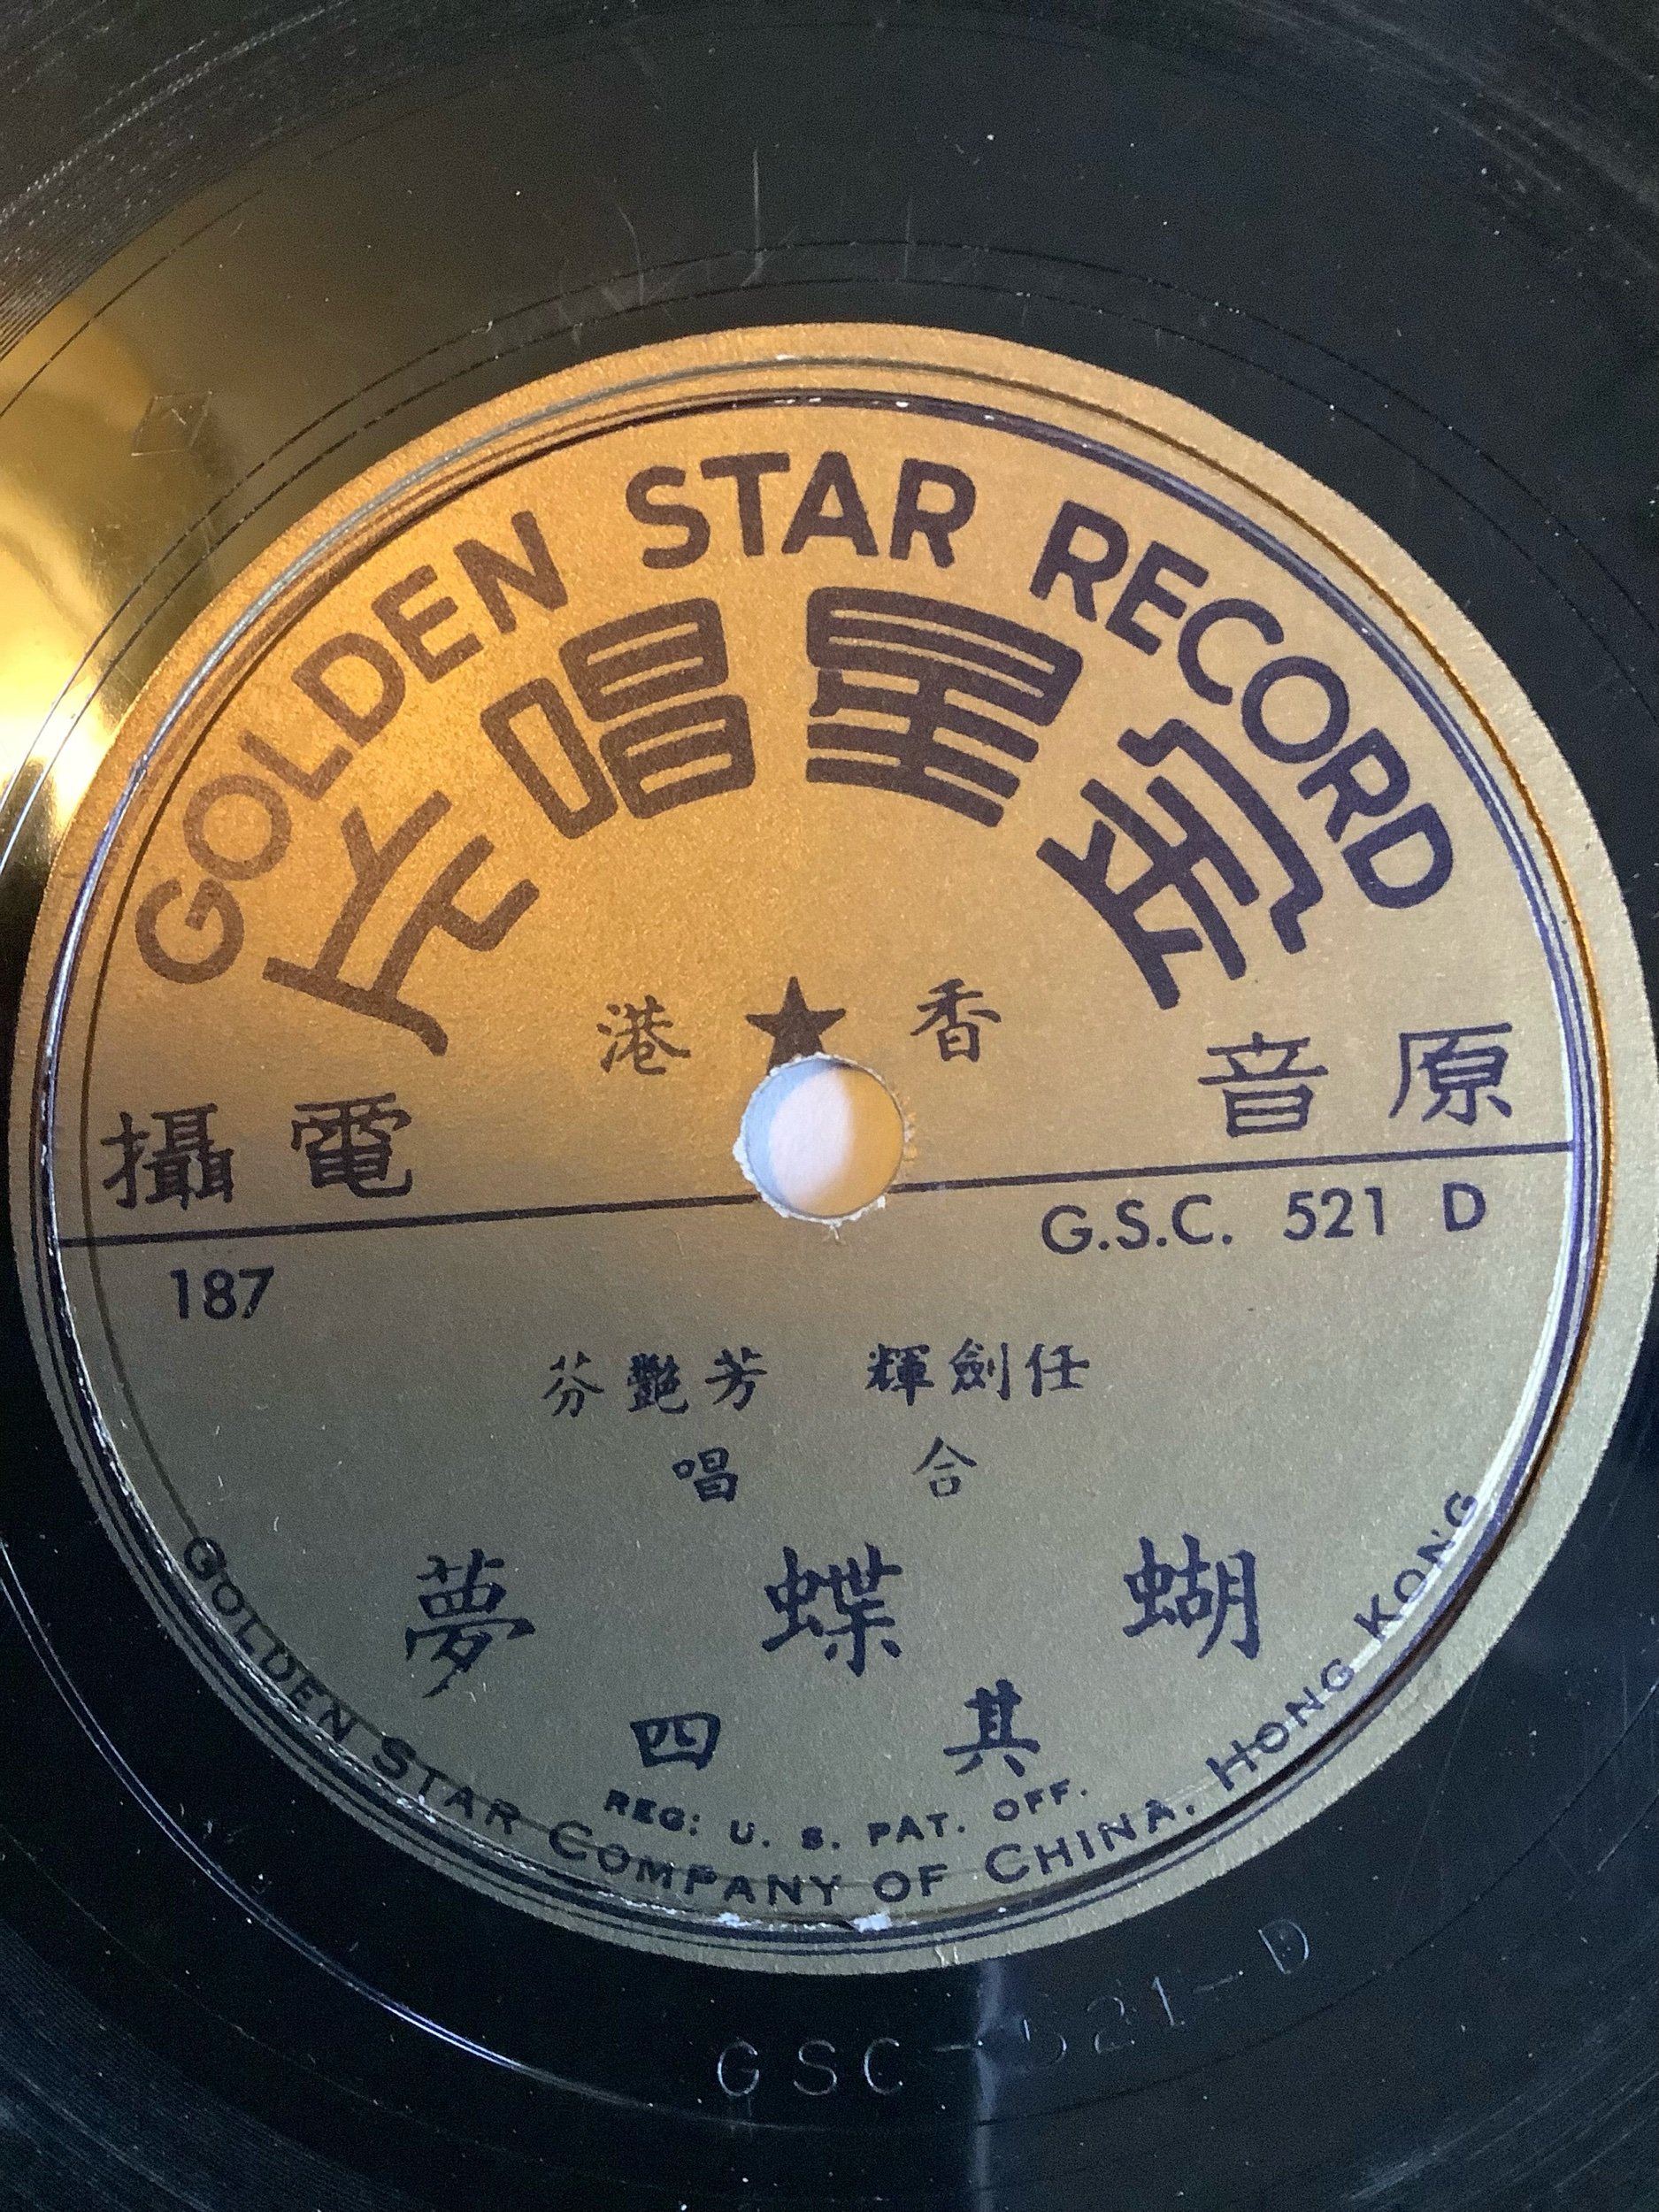 GOLDEN STAR RECORD
金星唱片
香★港
原音 電攝
G.S.C. 521 D
187
任劍輝 芳艷芬
合唱
蝴蝶夢
其四
REG: U. S. PAT. OFF.
GOLDEN STAR COMPANY OF CHINA. HONG KONG
GSC-521-D